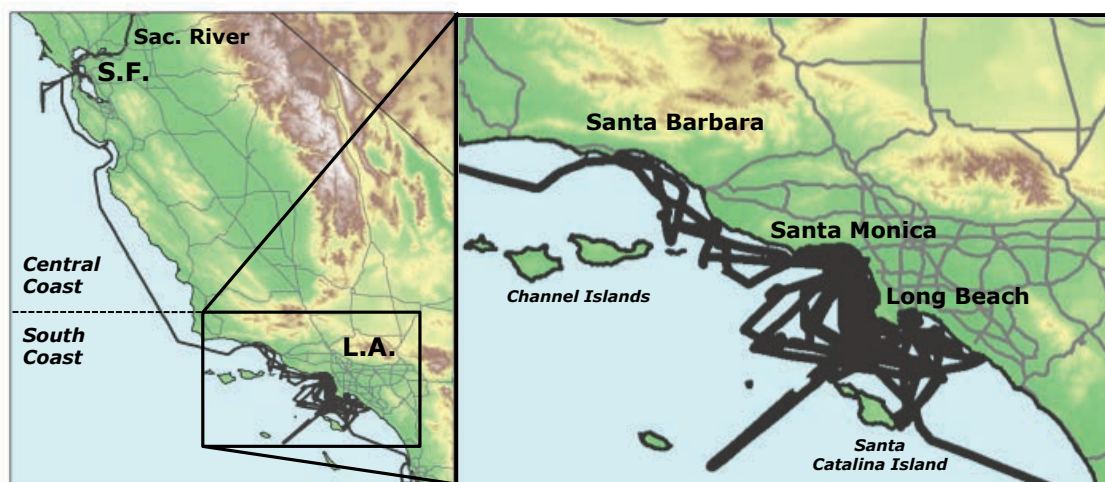 Sac. River
S.F.
Central
Coast
South
Coast
L.A.
Santa Barbara
Santa Monica
Channel Islands
Long Beach
Santa
Catalina Island